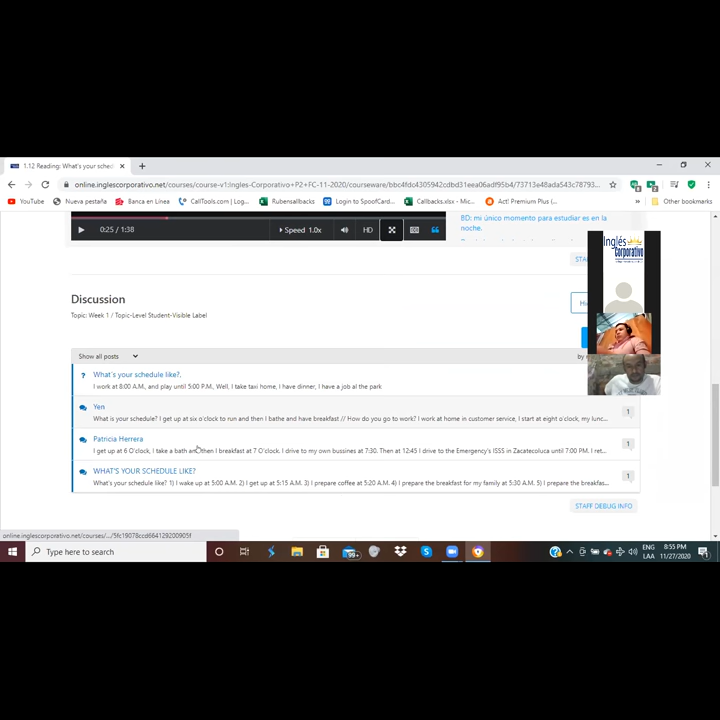 1.12 Reading: What's your sched
online.inglescorporativo.net/courses/course-v1:Ingles-Corporativo+P2+FC-11-2020/courseware/bbc4fdc4305942cdbd31eea06adf95b4/73713e48ada543c78793...
YouTube Nueva pestaña Banca en Linea CallTools.com | Log... Rubensallbacks Login to SpoofCard... Callbacks.xlsx - Mic... Act! Premium (Plus,... » Other bookmarks
BD: mi único momento para estudiar es en la
noche.
0:25 / 1:38 Speed 1.0x HD
Inglés
Corporativo
Discussion
Topic: Week 1 / Topic-Level Student-Visible Label
Show all posts
What's your schedule like?.
I work at 8:00 A.M., and play until 5:00 P.M., Well, I take taxi home, I have dinner, I have a job all the park
Yen
What is your schedule? I get up at six o'clock to run and then I bathe and have breakfast // How do you go to work? I work at home in customer service, I start at eight o'clock, my lunc...
1
Patricia Herrera
I get up at 6 O'clock, I take a bath and then I breakfast at 7 O'clock. I drive to my own bussines at 7:30. Then at 12:45 I drive to the Emergency's ISSS in Zacatecoluca until 7:00 PM. I ret...
1
WHAT'S YOUR SCHEDULE LIKE?
What's your schedule like? 1) I wake up at 5:00 A.M. 2) I get up at 5:15 A.M. 3) I prepare coffee at 5:20 A.M. 4) I prepare the breakfast for my family at 5:30 A.M. 5) I prepare the breakfas...
1
STAFF DEBUG INFO
online.inglescorporativo.net/courses/.../5fc19078ccd664129200905f
Type here to search
99+
ENG
LAA
8:55 PM
11/27/2020